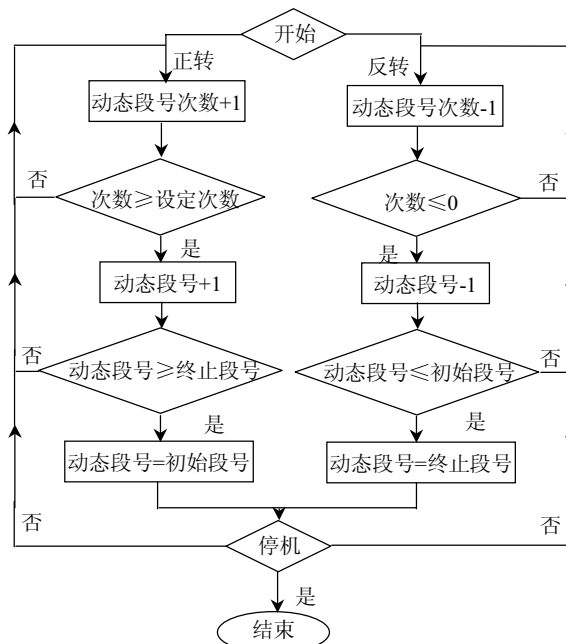 开始
正转
反转
动态段号次数+1
动态段号次数-1
否
次数≥设定次数
次数≤0
否
是
是
动态段号+1
动态段号-1
否
动态段号≥终止段号
动态段号≤初始段号
否
是
是
动态段号=初始段号
动态段号=终止段号
否
停机
否
是
结束